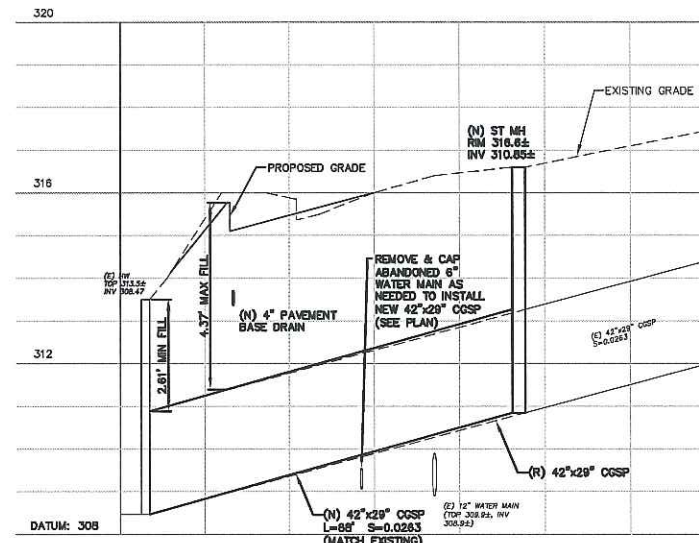 320
EXISTING GRADE
(N) ST MH
RIM 316.6±
INV 310.85±
PROPOSED GRADE
316
(E) HW
TOP 313.5±
INV 308.47
4.37' MAX FILL
2.61' MIN FILL
(N) 4" PAVEMENT
BASE DRAIN
REMOVE & CAP
ABANDONED 6"
WATER MAIN AS
NEEDED TO INSTALL
NEW 42"x29" CGSP
(SEE PLAN)
312
(E) 42"x29" CGSP
S=0.0263
(R) 42"x29" CGSP
(N) 42"x29" CGSP
L=88' S=0.0263
(MATCH EXISTING)
(E) 12" WATER MAIN
(TOP 309.9±, INV
308.9±)
DATUM: 308